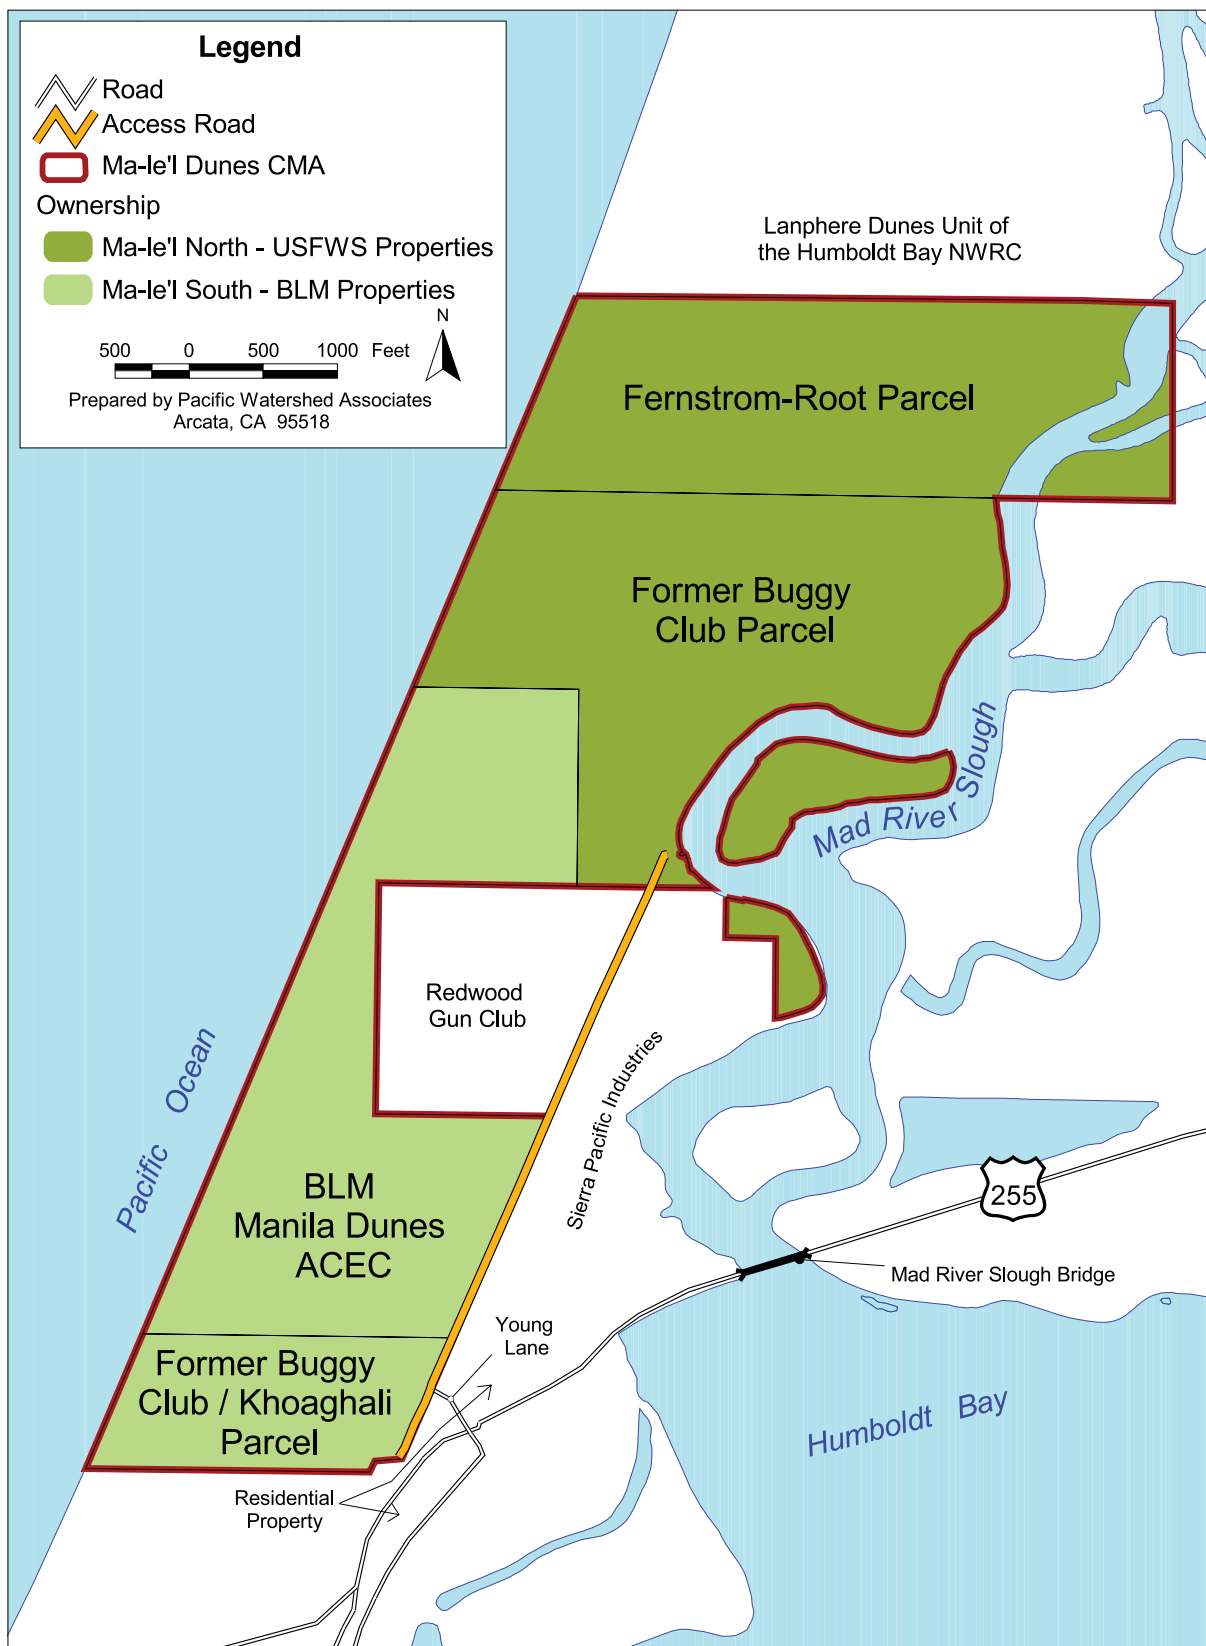 Legend
Road
Access Road
Ma-le'l Dunes CMA
Ownership
Ma-le'l North - USFWS Properties
Ma-le'l South - BLM Properties
N
500 0 500 1000 Feet
Prepared by Pacific Watershed Associates
Arcata, CA 95518
Lanphere Dunes Unit of
the Humboldt Bay NWRC
Fernstrom-Root Parcel
Former Buggy
Club Parcel
Mad River Slough
Redwood
Gun Club
Sierra Pacific Industries
Pacific Ocean
BLM
Manila Dunes
ACEC
255
Mad River Slough Bridge
Young
Lane
Former Buggy
Club / Khoaghali
Parcel
Humboldt Bay
Residential
Property